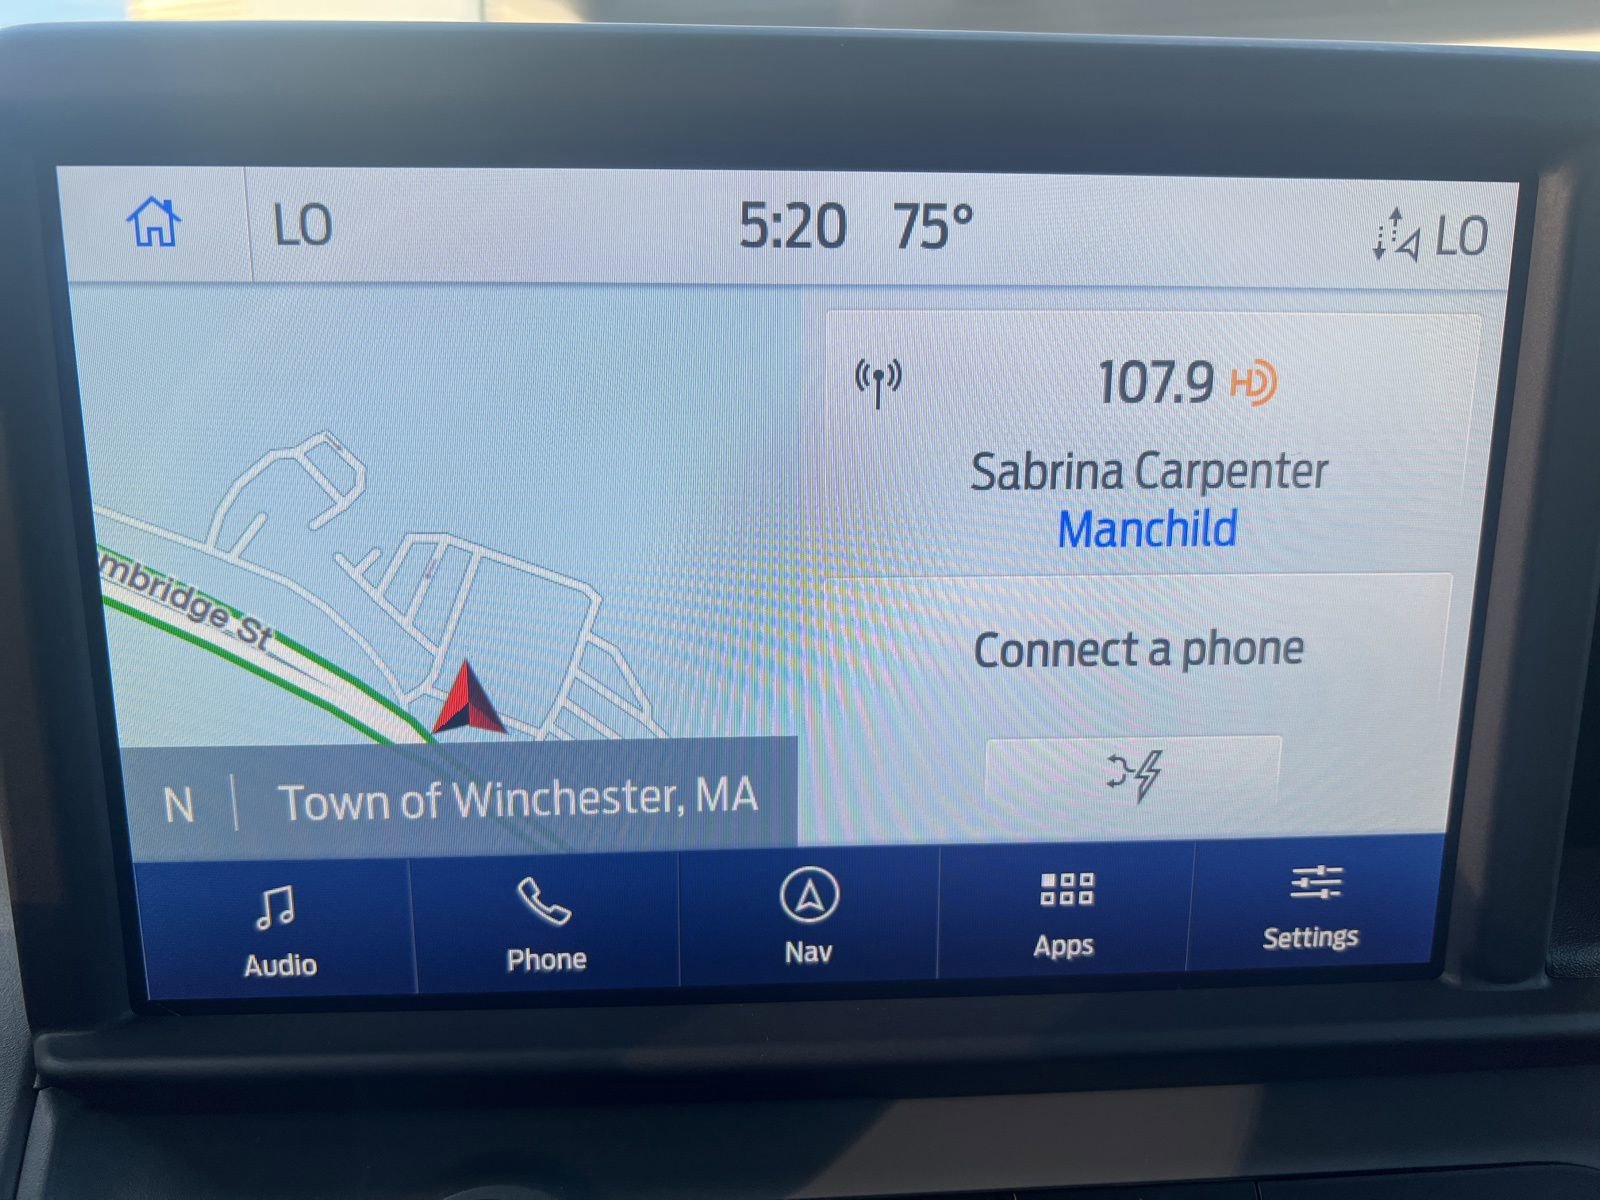 LO
5:20 75°
LO
107.9 HD
Sabrina Carpenter
Manchild
mbridge St
Connect a phone
N
Town of Winchester, MA
Audio
Phone
Nav
Apps
Settings